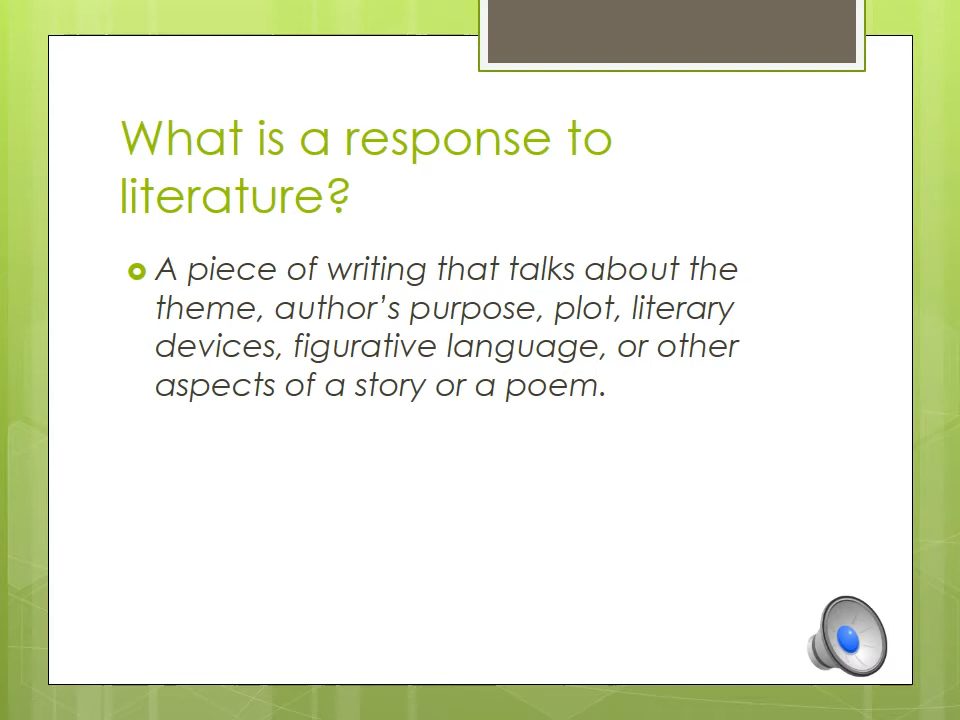 What is a response to
literature?
A piece of writing that talks about the
theme, author’s purpose, plot, literary
devices, figurative language, or other
aspects of a story or a poem.